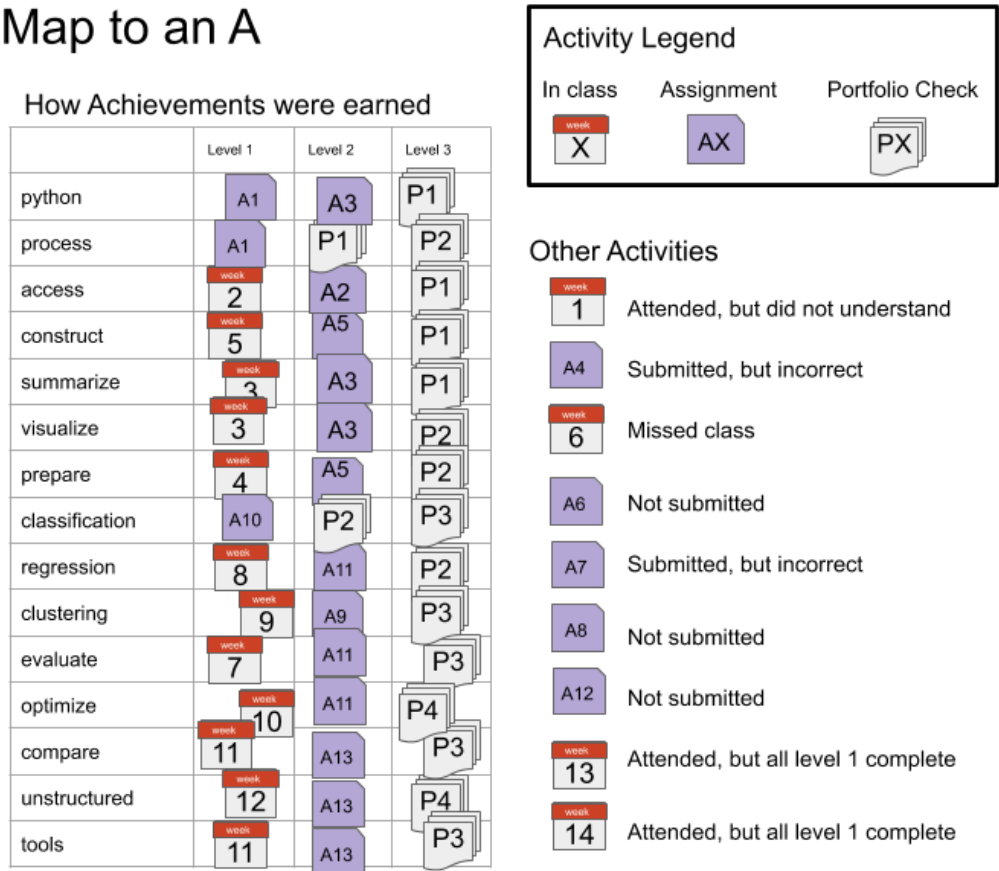 Map to an A
Activity Legend
In class Assignment Portfolio Check
week
X AX PX
How Achievements were earned
Level 1 Level 2 Level 3
python A1 A3 P1
process A1 P1 P2
access week 2 A2 P1
construct week 5 A5 P1
summarize week 3 A3 P1
visualize week 3 A3 P2
prepare week 4 A5 P2
classification A10 P2 P3
regression week 8 A11 P2
clustering week 9 A9 P3
evaluate week 7 A11 P3
optimize week 10 A11 P4
compare week 11 A13 P3
unstructured week 12 A13 P4
tools week 11 A13 P3
Other Activities
week
1 Attended, but did not understand
A4 Submitted, but incorrect
week
6 Missed class
A6 Not submitted
A7 Submitted, but incorrect
A8 Not submitted
A12 Not submitted
week
13 Attended, but all level 1 complete
week
14 Attended, but all level 1 complete